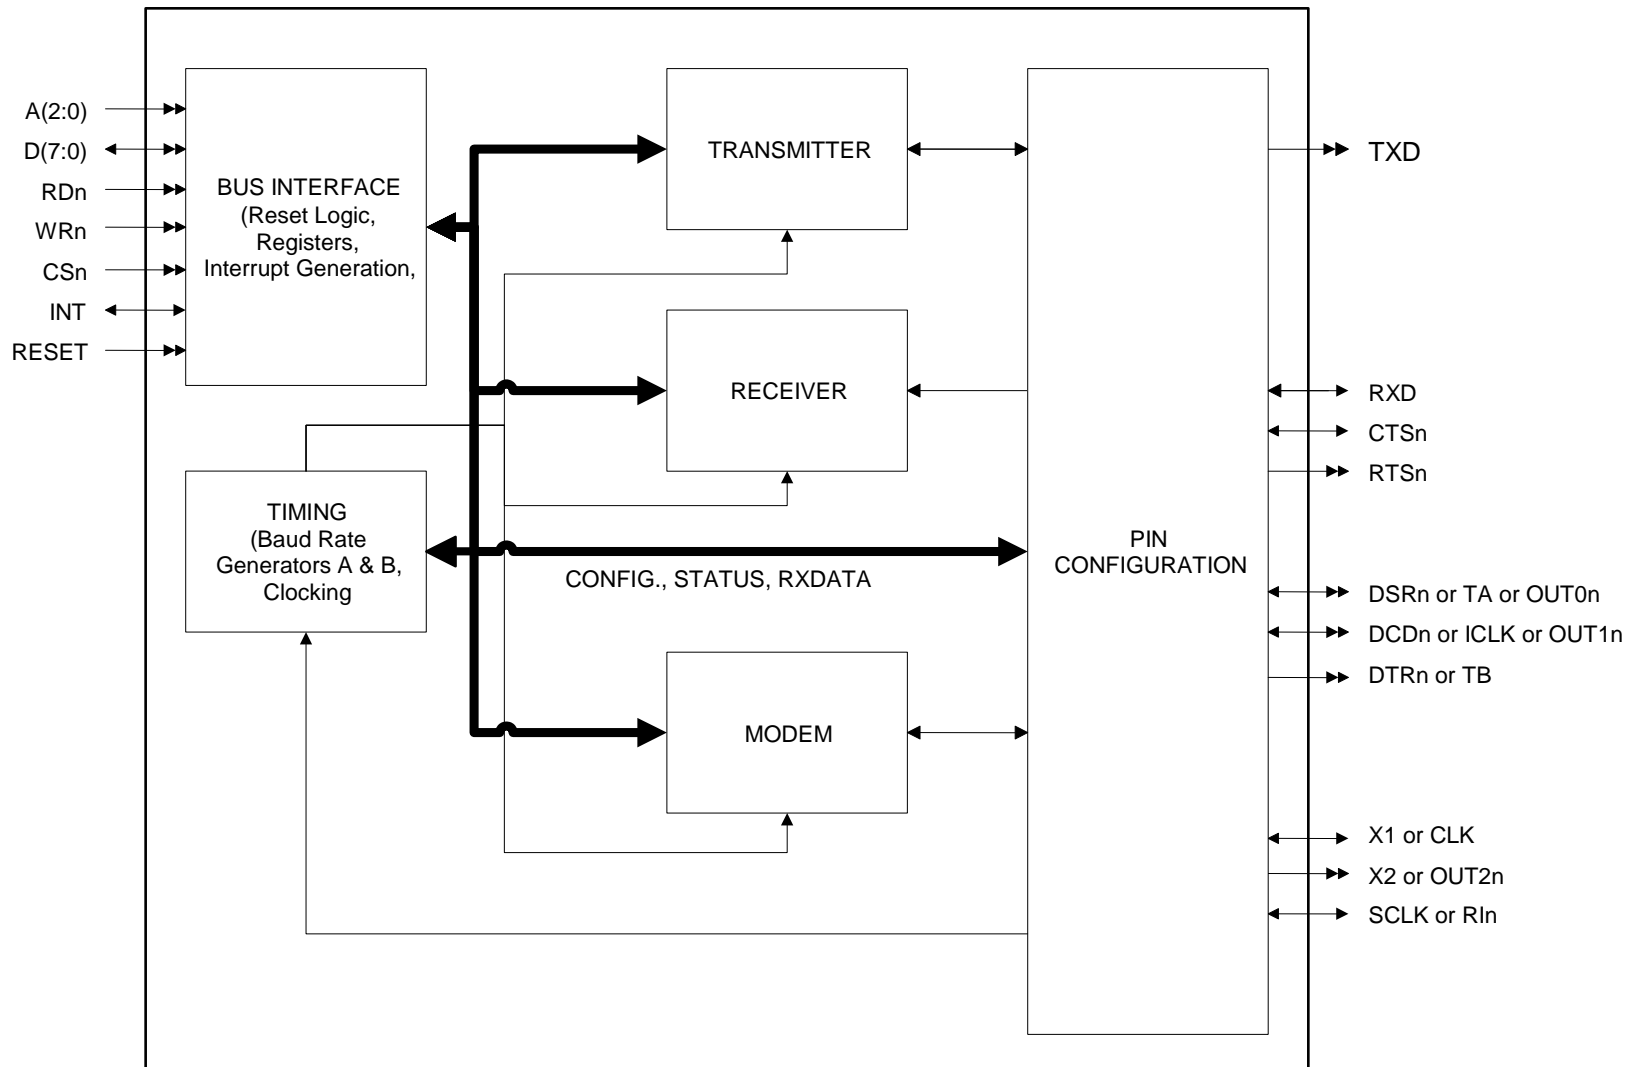 A(2:0)
D(7:0)
RDn
WRn
CSn
INT
RESET
BUS INTERFACE
(Reset Logic,
Registers,
Interrupt Generation,
TIMING
(Baud Rate
Generators A & B,
Clocking
TRANSMITTER
RECEIVER
CONFIG., STATUS, RXDATA
MODEM
PIN
CONFIGURATION
TXD
RXD
CTSn
RTSn
DSRn or TA or OUT0n
DCDn or ICLK or OUT1n
DTRn or TB
X1 or CLK
X2 or OUT2n
SCLK or RIn